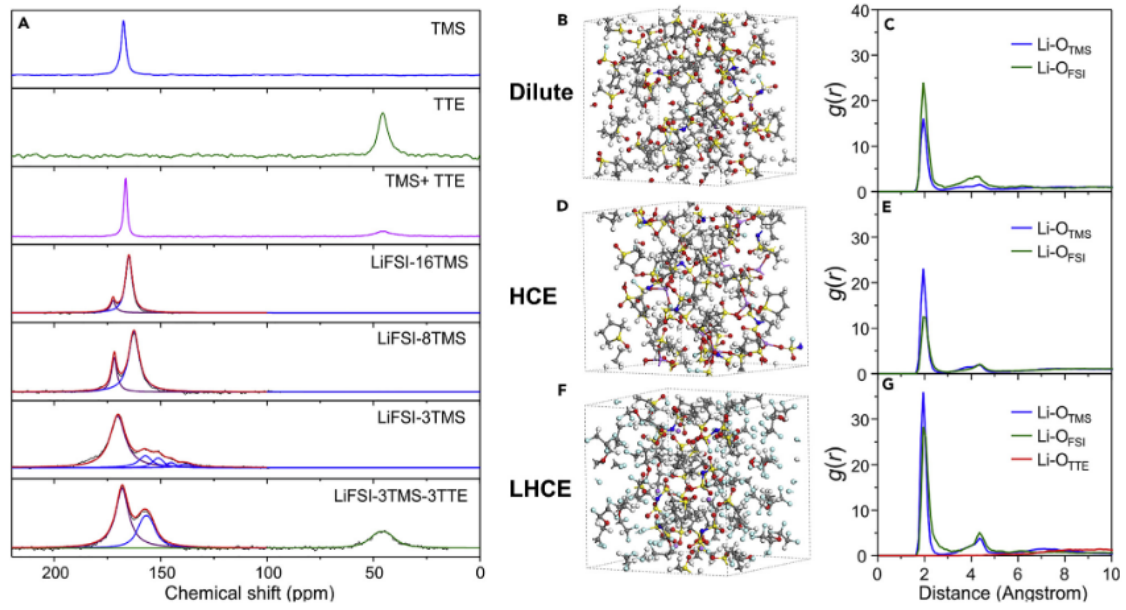 A
TMS
TTE
TMS+ TTE
LiFSI-16TMS
LiFSI-8TMS
LiFSI-3TMS
LiFSI-3TMS-3TTE
200 150 100 50 0
Chemical shift (ppm)
B
Dilute
D
HCE
F
LHCE
C
40
30
20
10
0
g(r)
Li-OTMS
Li-OFSI
E
30
20
10
0
g(r)
Li-OTMS
Li-OFSI
G
30
20
10
0
g(r)
Li-OTMS
Li-OFSI
Li-OTTE
0 2 4 6 8 10
Distance (Angstrom)